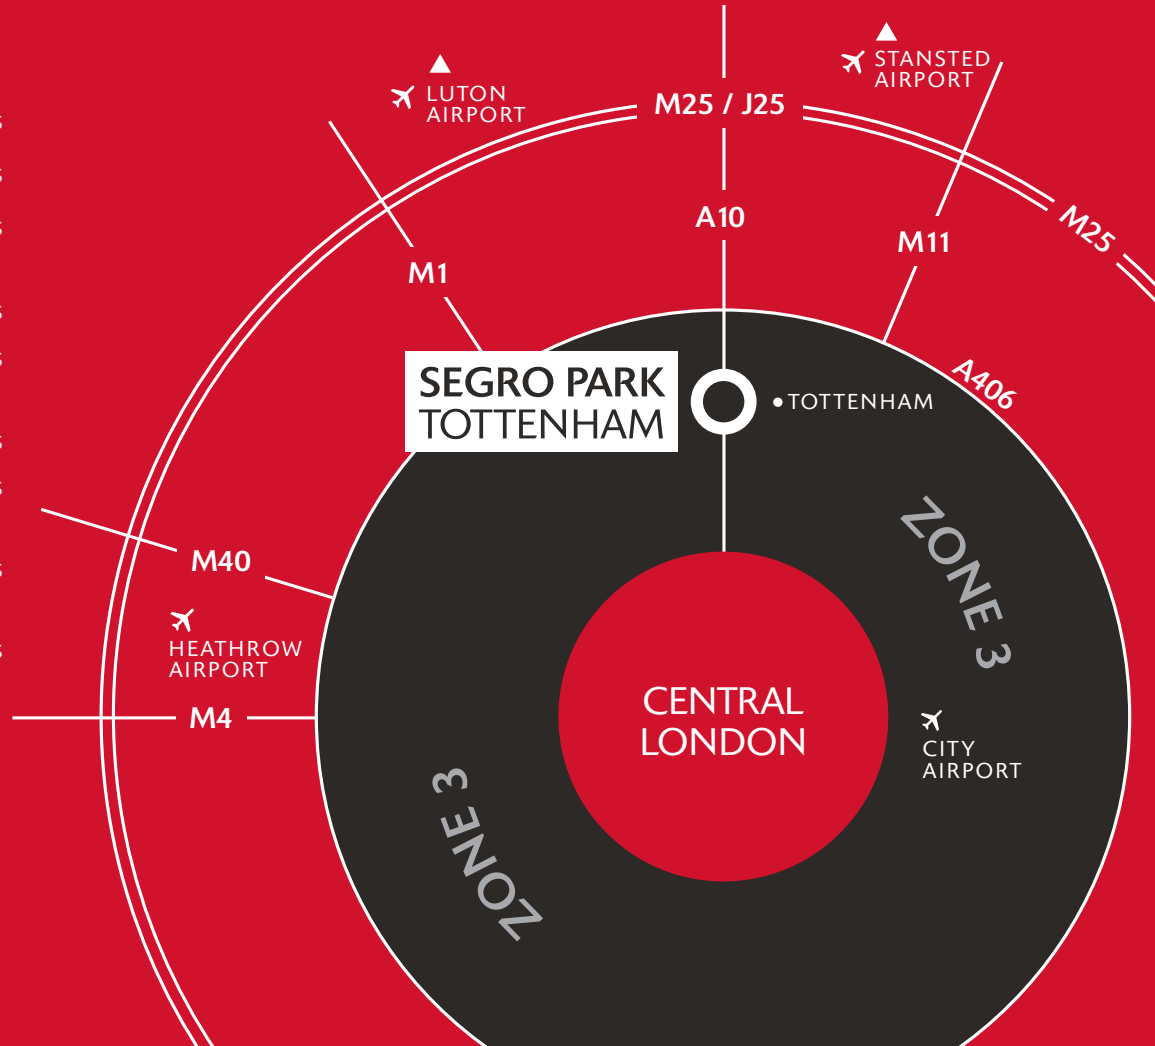 STANSTED
AIRPORT
LUTON
AIRPORT
M25 / J25
A10
M25
M11
M1
SEGRO PARK
TOTTENHAM
A406
TOTTENHAM
ZONE 3
M40
HEATHROW
AIRPORT
M4
CENTRAL
LONDON
CITY
AIRPORT
ZONE 3